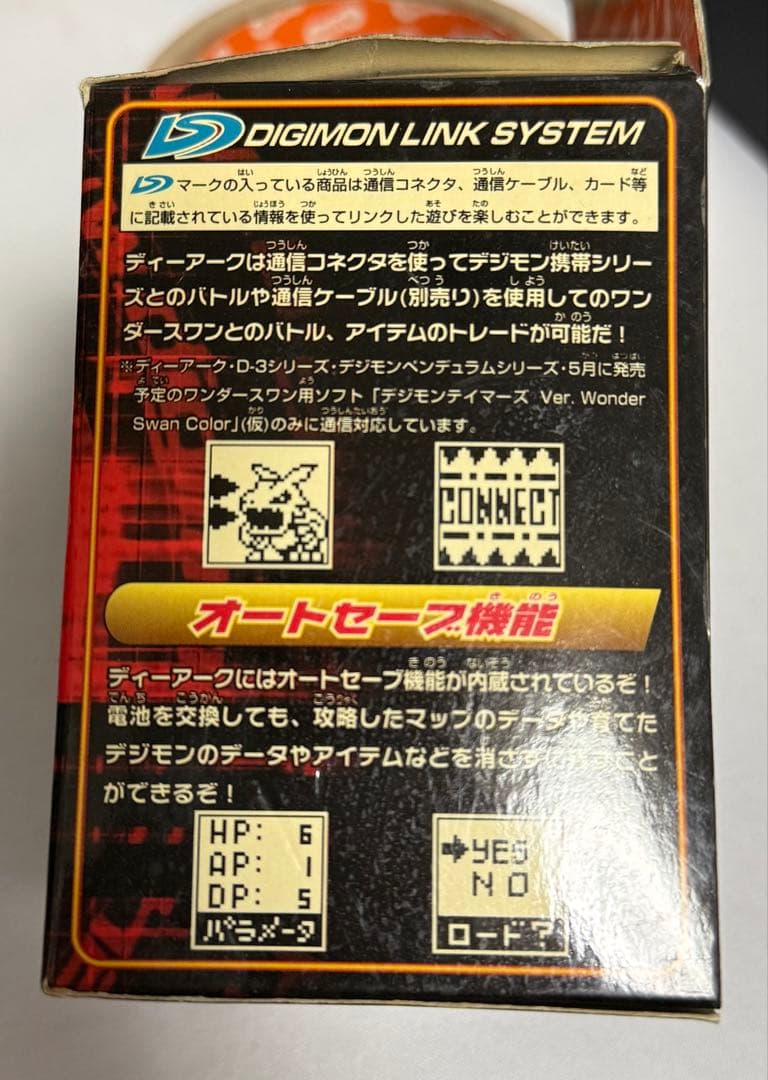 DIGIMON LINK SYSTEM
マークの入っている商品は通信コネクタ、通信ケーブル、カード等
に記載されている情報を使ってリンクした遊びを楽しむことができます。
ディーアークは通信コネクタを使ってデジモン携帯シリー
ズとのバトルや通信ケーブル(別売り)を使用してのワン
ダースワンとのバトル、アイテムのトレードが可能だ!
※ディーアーク・D-3シリーズ・デジモンペンデュラムシリーズ・5月に発売
予定のワンダースワン用ソフト「デジモンテイマーズ Ver. Wonder
Swan Color」(仮)のみに通信対応しています。
CONNECT
オートセーブ機能
ディーアークにはオートセーブ機能が内蔵されているぞ!
電池を交換しても、攻略したマップのデータや育てた
デジモンのデータやアイテムなどを消さずに こと
ができるぞ!
HP: 6
AP: 1
DP: 5
パラメータ
➡YES
NO
ロード?